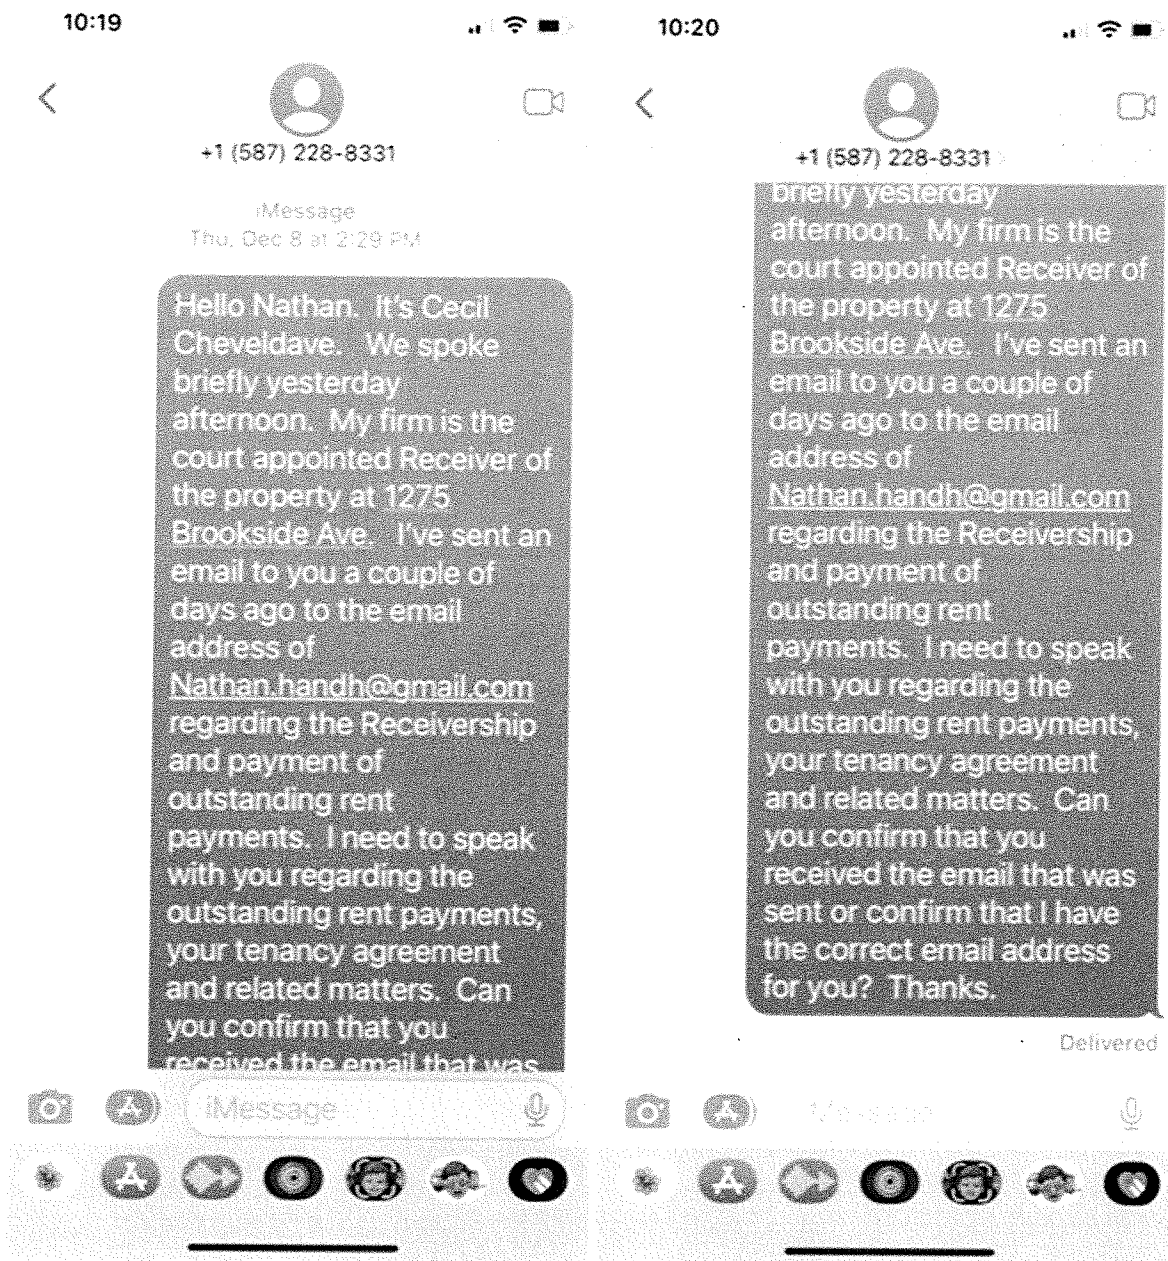 10:19
+1 (587) 228-8331
iMessage
Thu, Dec 8 at 2:29 PM
Hello Nathan.  It's Cecil
Cheveldave.   We spoke
briefly yesterday
afternoon.  My firm is the
court appointed Receiver of
the property at 1275
Brookside Ave.   I've sent an
email to you a couple of
days ago to the email
address of
Nathan.handh@gmail.com
regarding the Receivership
and payment of
outstanding rent
payments.  I need to speak
with you regarding the
outstanding rent payments,
your tenancy agreement
and related matters.  Can
you confirm that you
received the email that was
iMessage
10:20
+1 (587) 228-8331
briefly yesterday
afternoon.  My firm is the
court appointed Receiver of
the property at 1275
Brookside Ave.   I've sent an
email to you a couple of
days ago to the email
address of
Nathan.handh@gmail.com
regarding the Receivership
and payment of
outstanding rent
payments.  I need to speak
with you regarding the
outstanding rent payments,
your tenancy agreement
and related matters.  Can
you confirm that you
received the email that was
sent or confirm that I have
the correct email address
for you?  Thanks.
Delivered